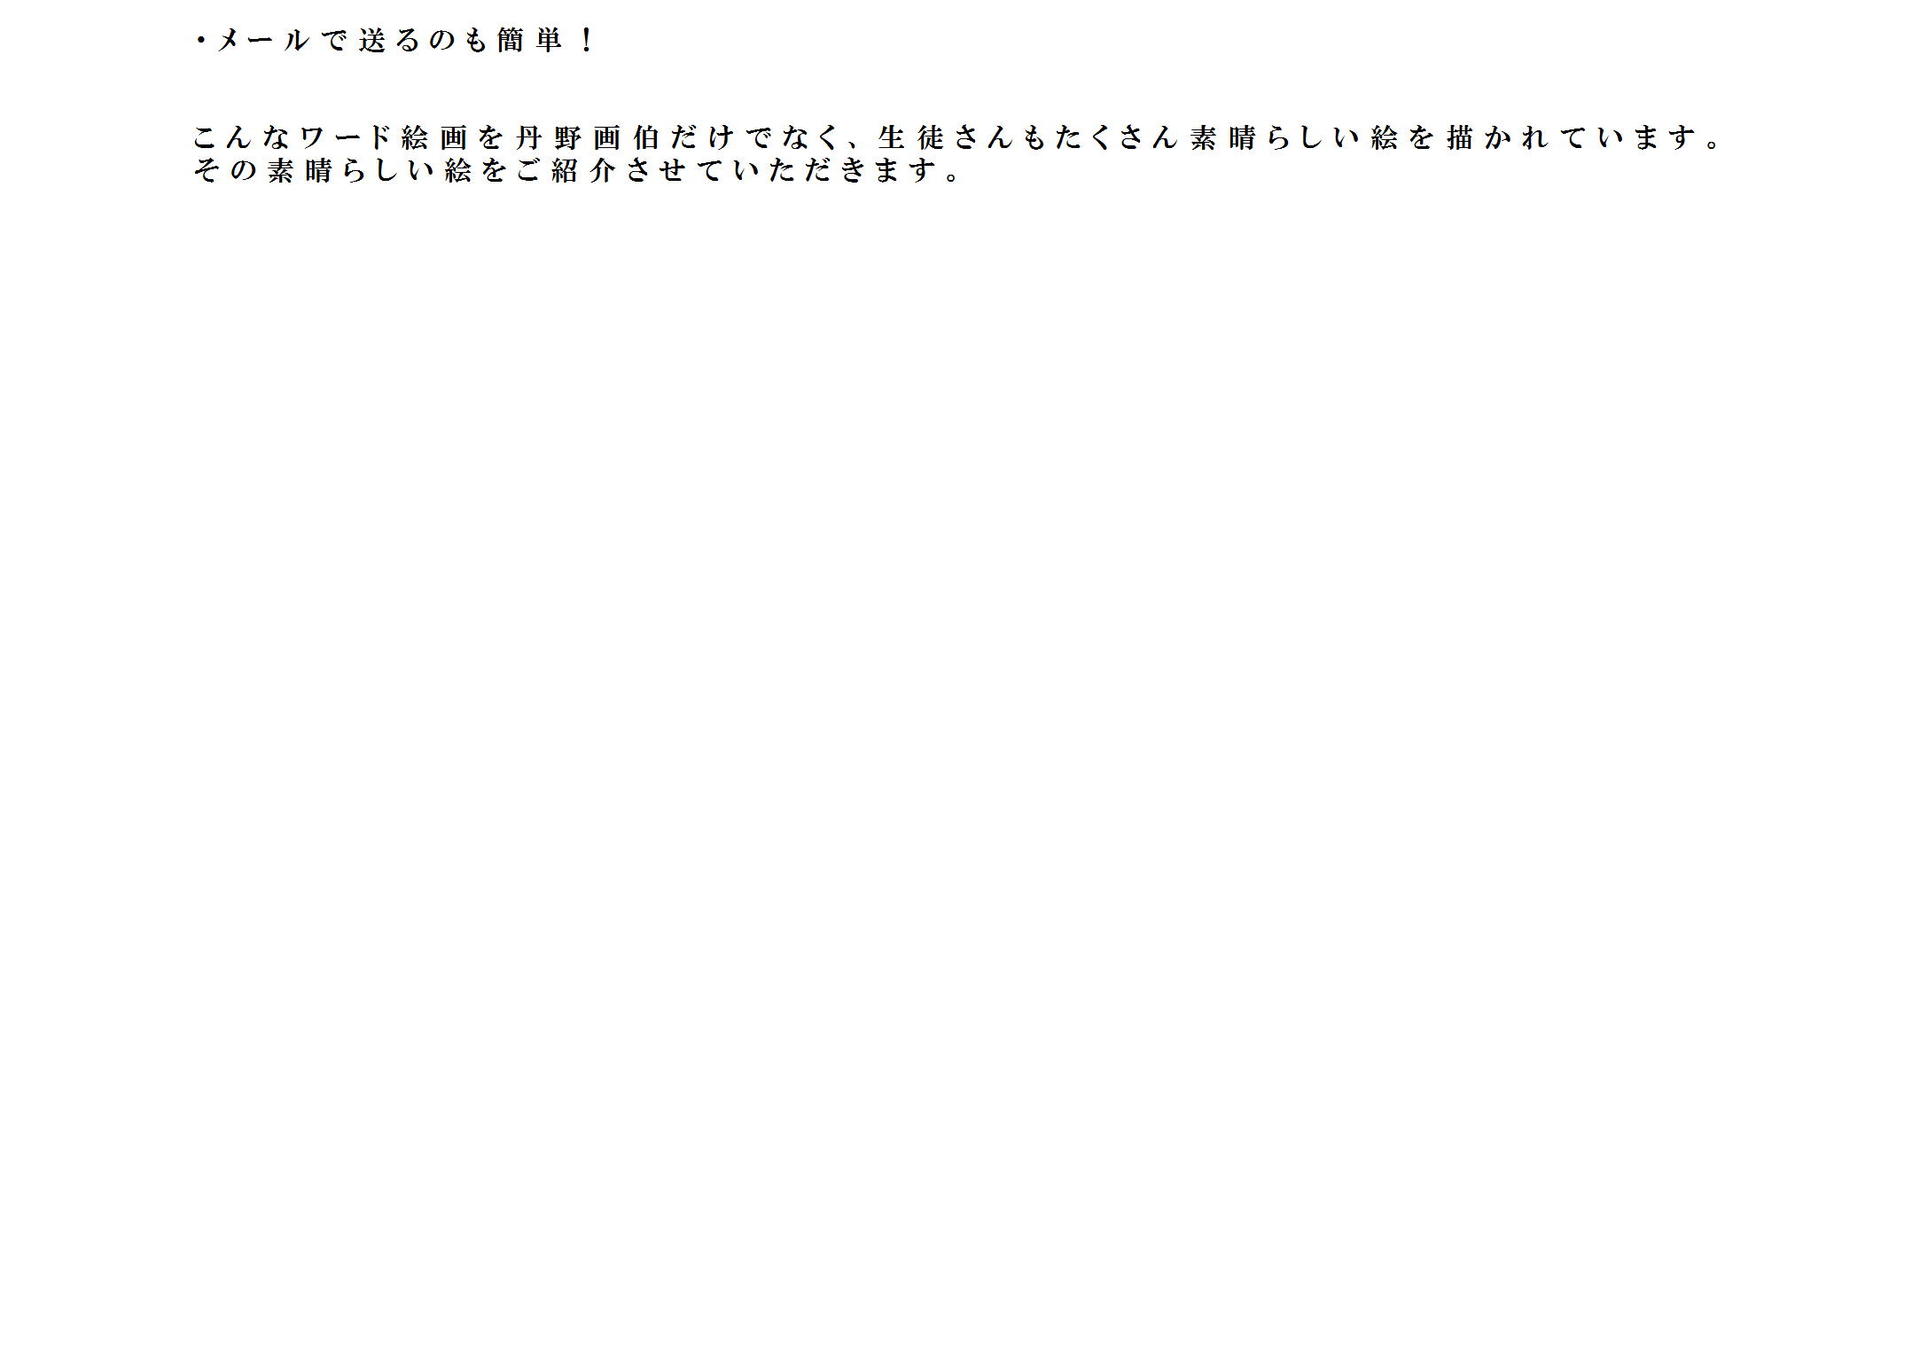 ・メールで送るのも簡単！
こんなワード絵画を丹野画伯だけでなく、生徒さんもたくさん素晴らしい絵を描かれています。
その素晴らしい絵をご紹介させていただきます。